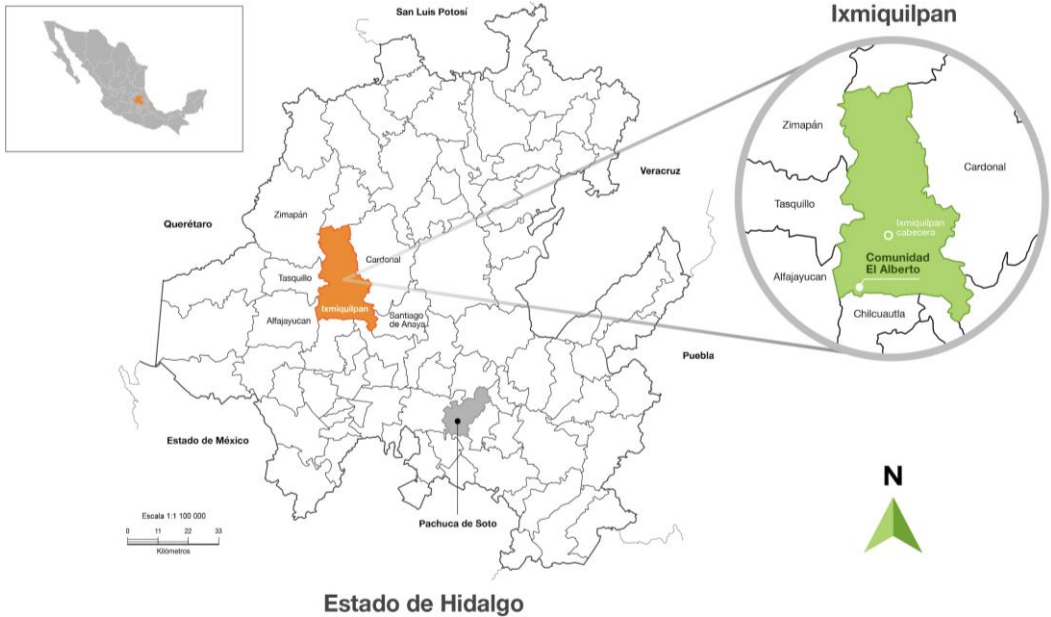 San Luis Potosí
Ixmiquilpan
Zimapán
Cardonal
Tasquillo
Ixmiquilpan
cabecera
Comunidad
El Alberto
Alfajayucan
Chilcuautla
Veracruz
Querétaro
Zimapán
Cardonal
Tasquillo
Ixmiquilpan
Alfajayucan
Santiago
de Anaya
Puebla
Estado de México
Pachuca de Soto
N
Escala 1:1 100 000
0 11 22 33
Kilómetros
Estado de Hidalgo